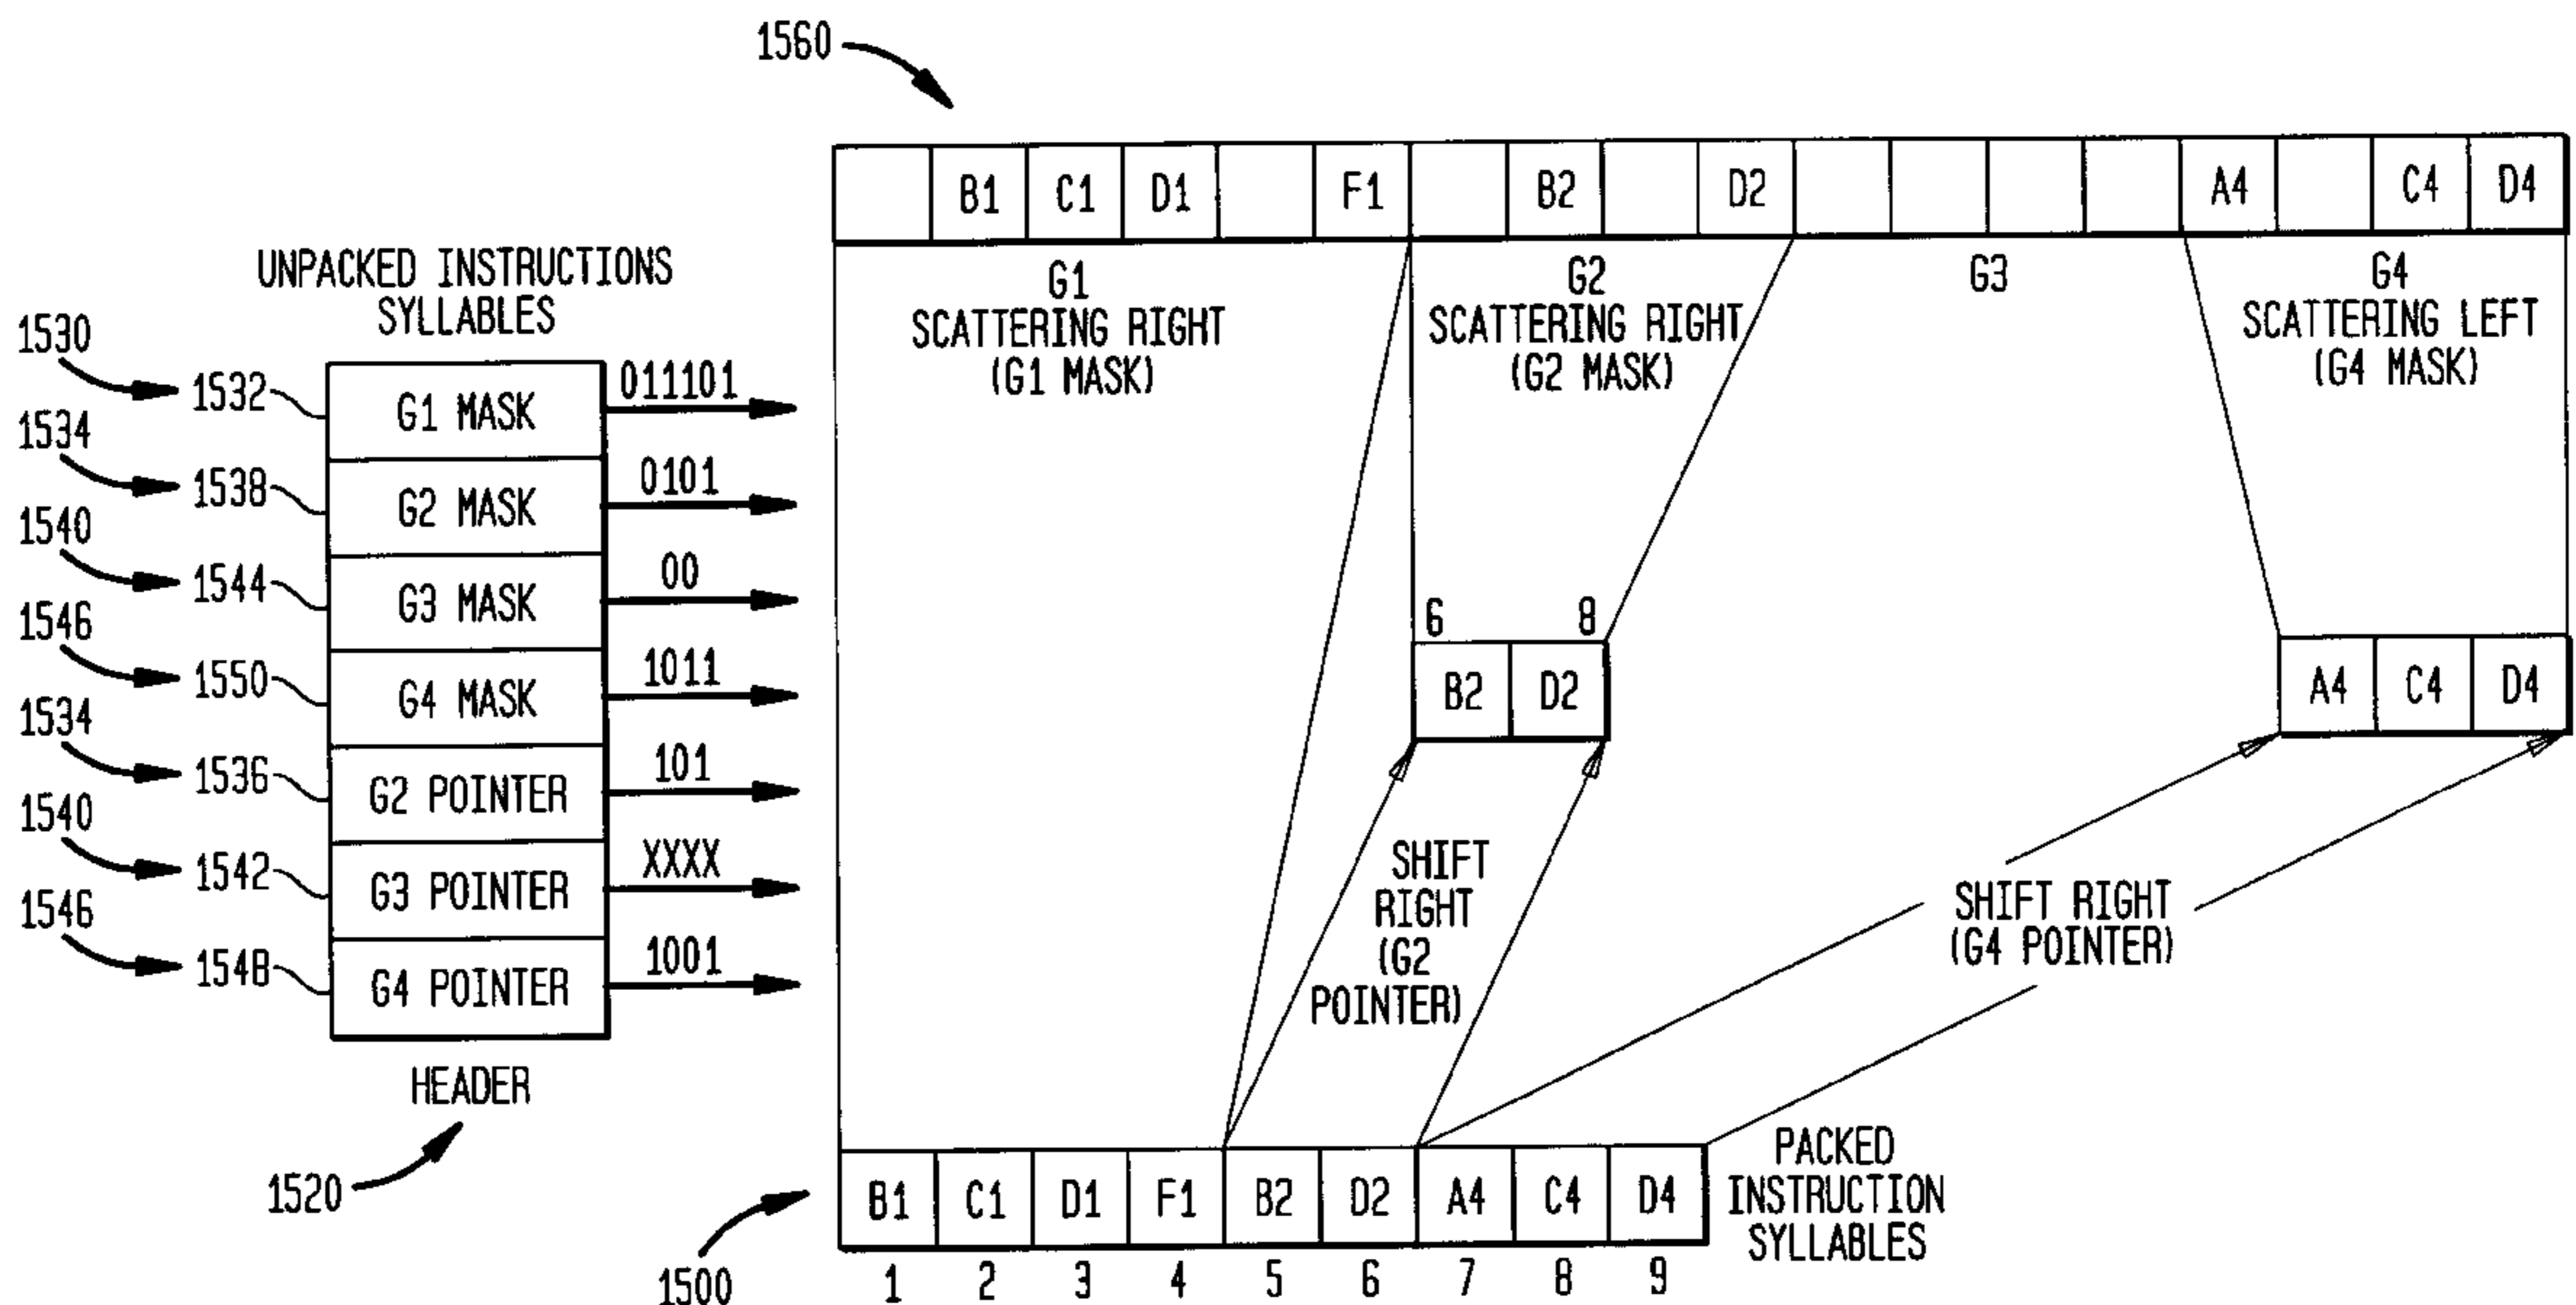 1560
B1 C1 D1 F1 B2 D2 A4 C4 D4
G1
SCATTERING RIGHT
(G1 MASK)
G2
SCATTERING RIGHT
(G2 MASK)
G3
G4
SCATTERING LEFT
(G4 MASK)
UNPACKED INSTRUCTIONS
SYLLABLES
1530
1532 G1 MASK 011101
1534
1538 G2 MASK 0101
1540
1544 G3 MASK 00
1546
1550 G4 MASK 1011
1534
1536 G2 POINTER 101
1540
1542 G3 POINTER XXXX
1546
1548 G4 POINTER 1001
HEADER
1520
6 8
B2 D2
A4 C4 D4
SHIFT
RIGHT
(G2
POINTER)
SHIFT RIGHT
(G4 POINTER)
1500
B1 C1 D1 F1 B2 D2 A4 C4 D4
1 2 3 4 5 6 7 8 9
PACKED
INSTRUCTION
SYLLABLES